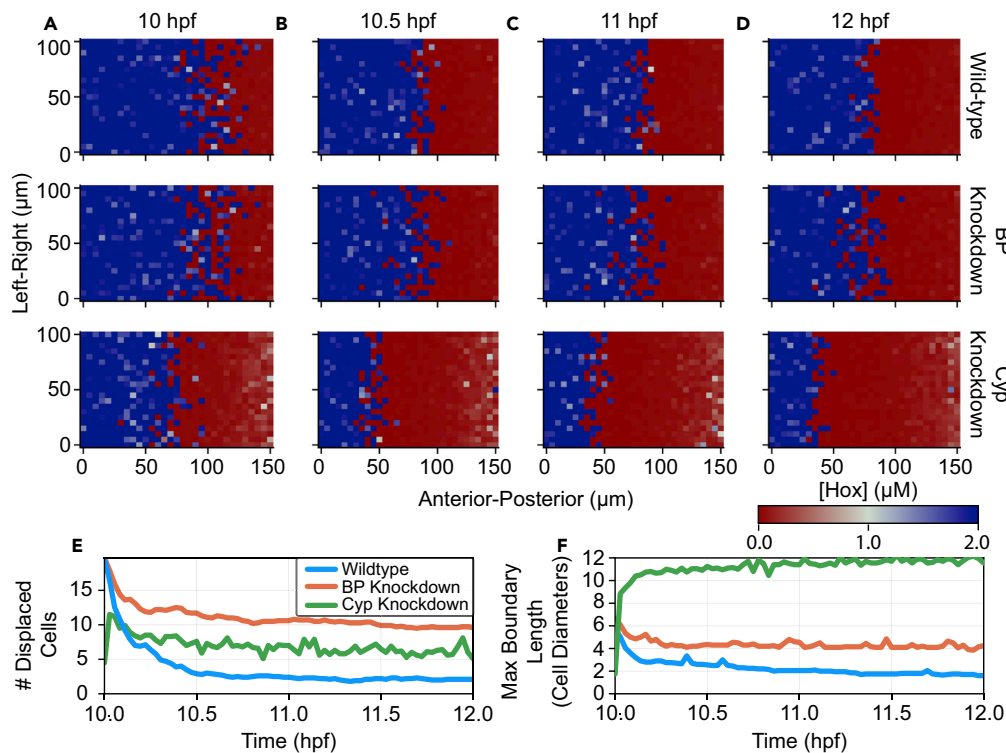 A 10 hpf B 10.5 hpf C 11 hpf D 12 hpf
100
50
0
Wild-type
100
50
0
BP
Knockdown
100
50
0
Cyp
Knockdown
Left-Right (µm)
0 50 100 150 0 50 100 150 0 50 100 150 0 50 100 150
Anterior-Posterior (µm)
[Hox] (µM)
0.0 1.0 2.0
E
# Displaced
Cells
15
10
5
0
Wildtype
BP Knockdown
Cyp Knockdown
10.0 10.5 11.0 11.5 12.0
Time (hpf)
F
Max Boundary
Length
(Cell Diameters)
12
10
8
6
4
2
0
10.0 10.5 11.0 11.5 12.0
Time (hpf)